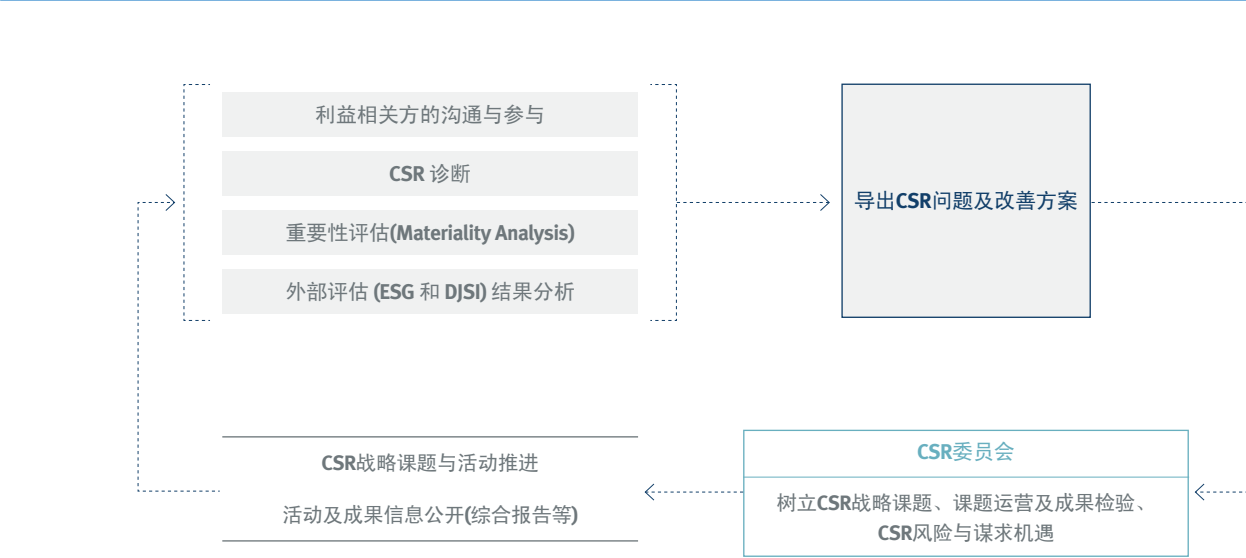 利益相关方的沟通与参与
CSR 诊断
重要性评估(Materiality Analysis)
外部评估 (ESG 和 DJSI) 结果分析
导出CSR问题及改善方案
CSR战略课题与活动推进
活动及成果信息公开(综合报告等)
CSR委员会
树立CSR战略课题、课题运营及成果检验、
CSR风险与谋求机遇